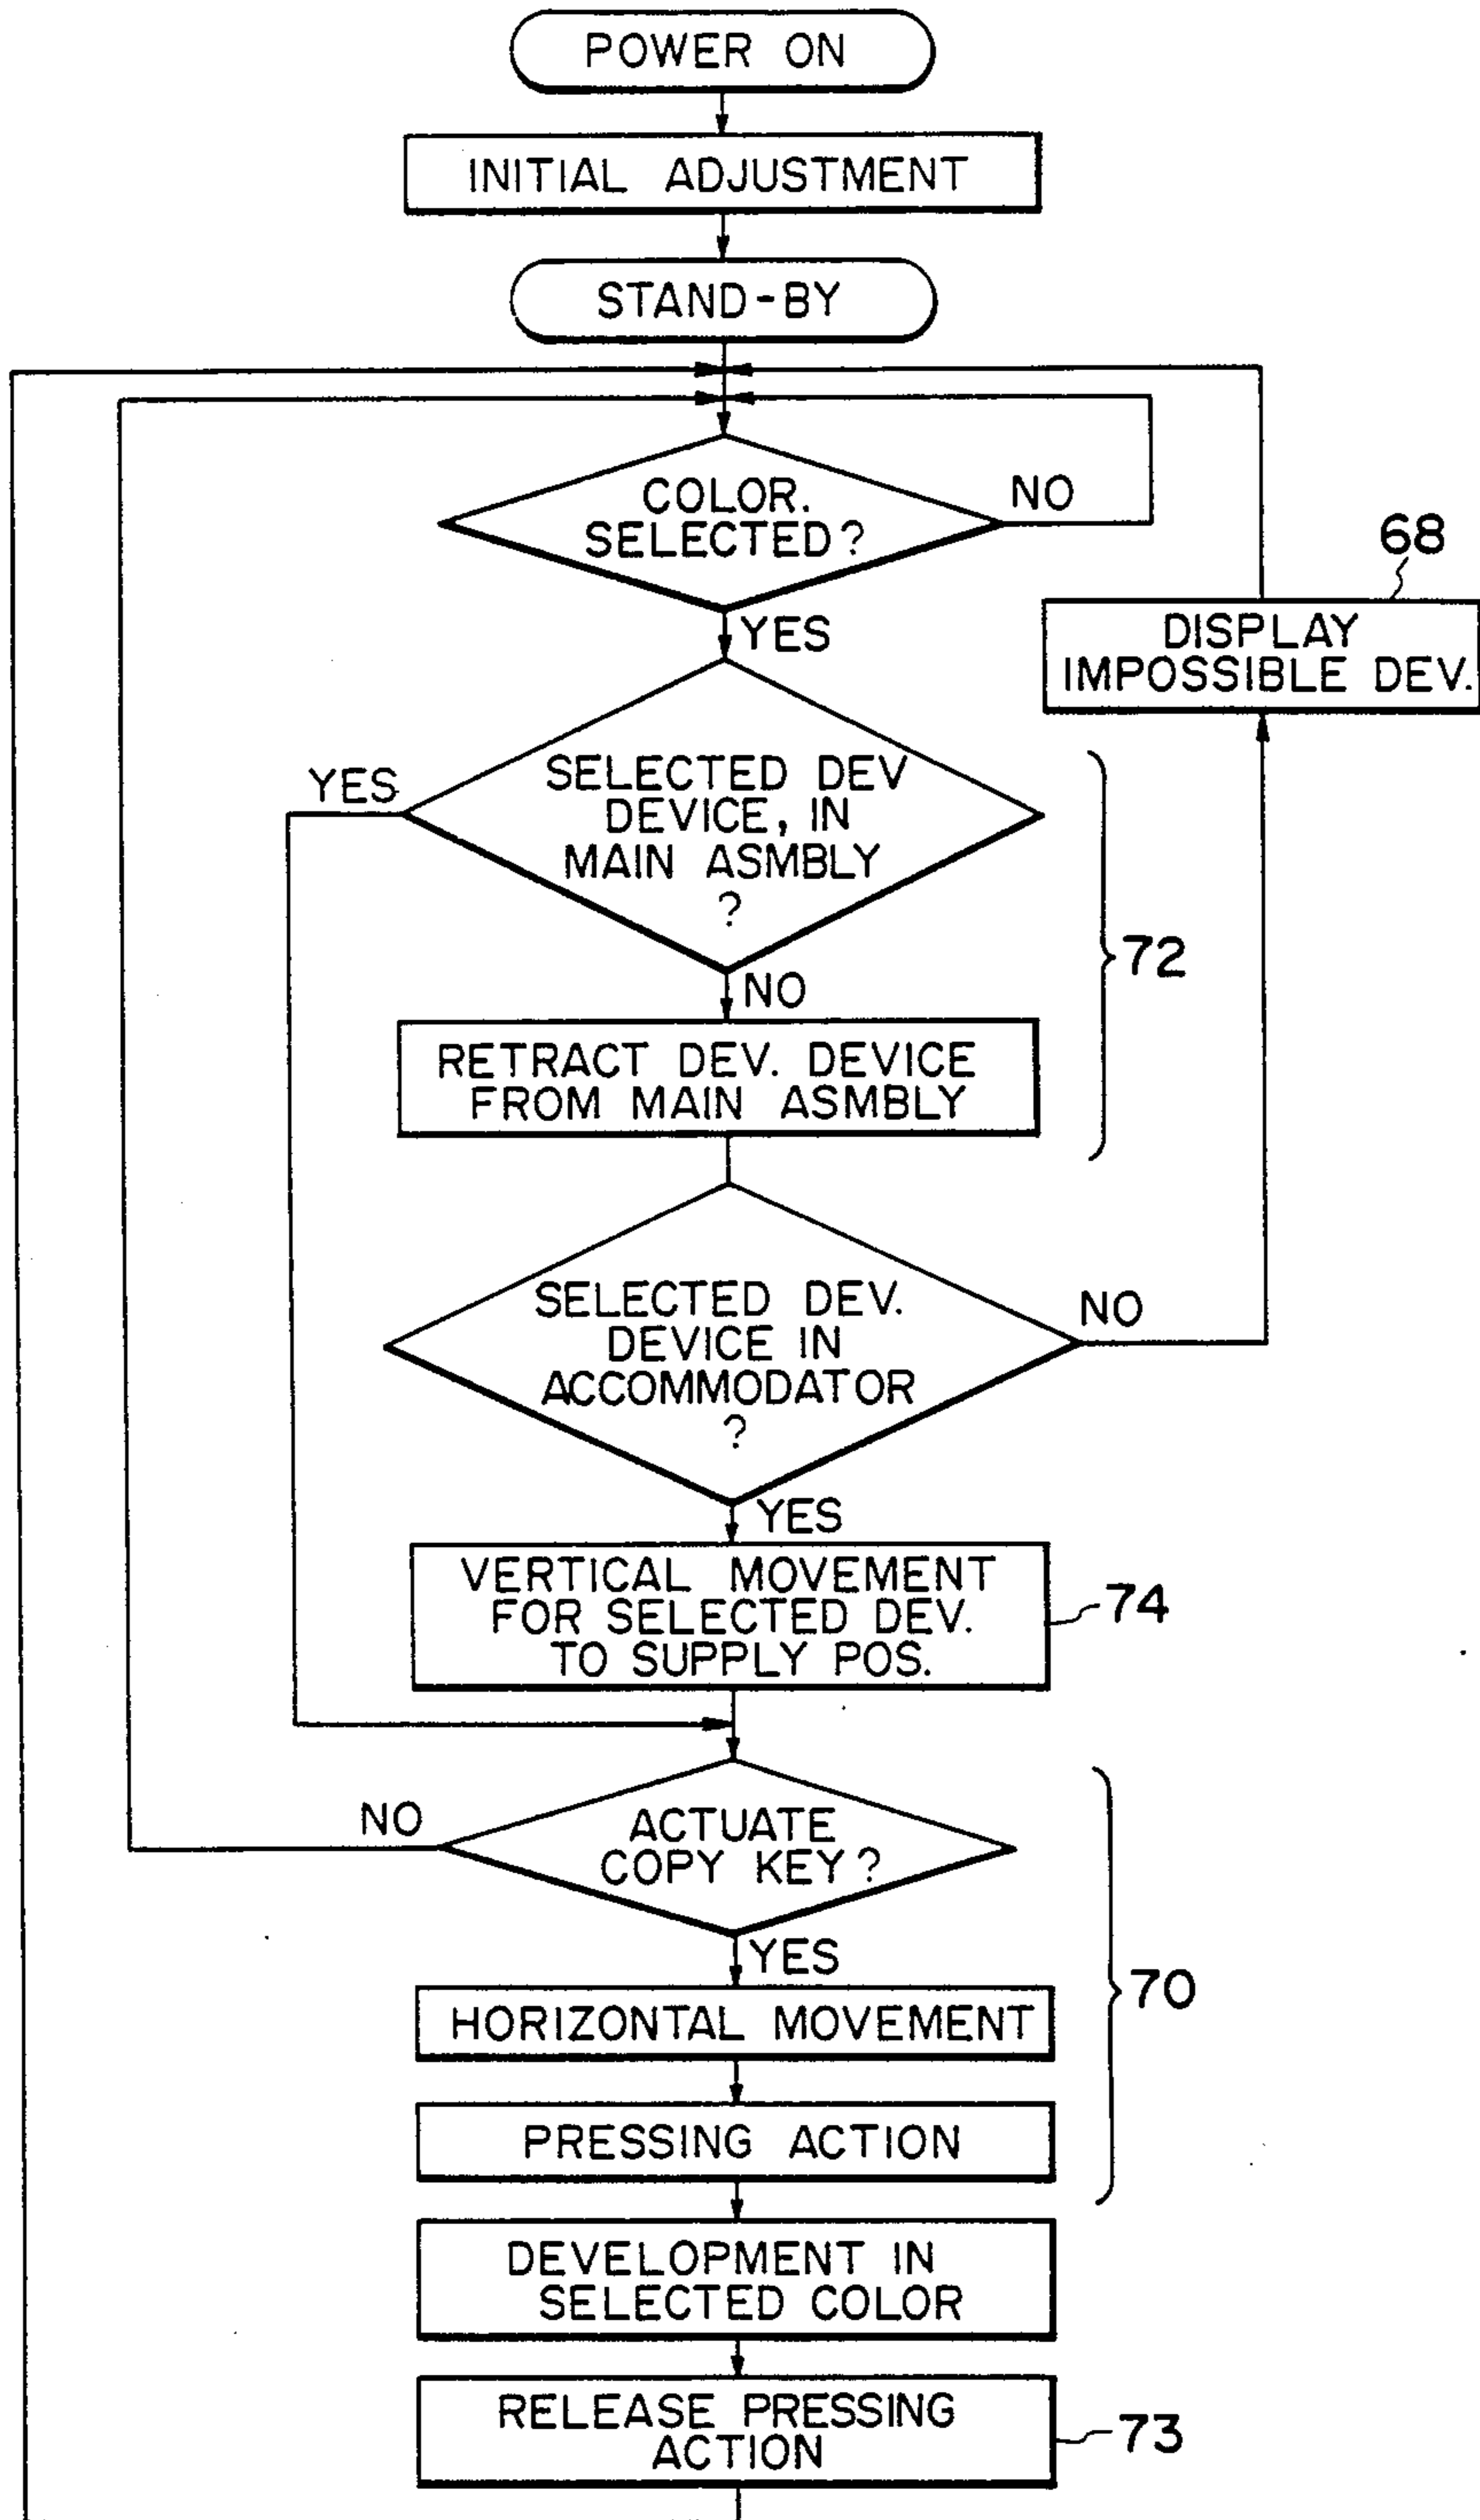 POWER ON
INITIAL ADJUSTMENT
STAND-BY
COLOR.
SELECTED?
NO
YES
68
DISPLAY
IMPOSSIBLE DEV.
SELECTED DEV
DEVICE, IN
MAIN ASMBLY
?
YES
NO
72
RETRACT DEV. DEVICE
FROM MAIN ASMBLY
SELECTED DEV.
DEVICE IN
ACCOMMODATOR
?
NO
YES
VERTICAL MOVEMENT
FOR SELECTED DEV.
TO SUPPLY POS.
74
ACTUATE
COPY KEY?
NO
YES
70
HORIZONTAL MOVEMENT
PRESSING ACTION
DEVELOPMENT IN
SELECTED COLOR
RELEASE PRESSING
ACTION
73